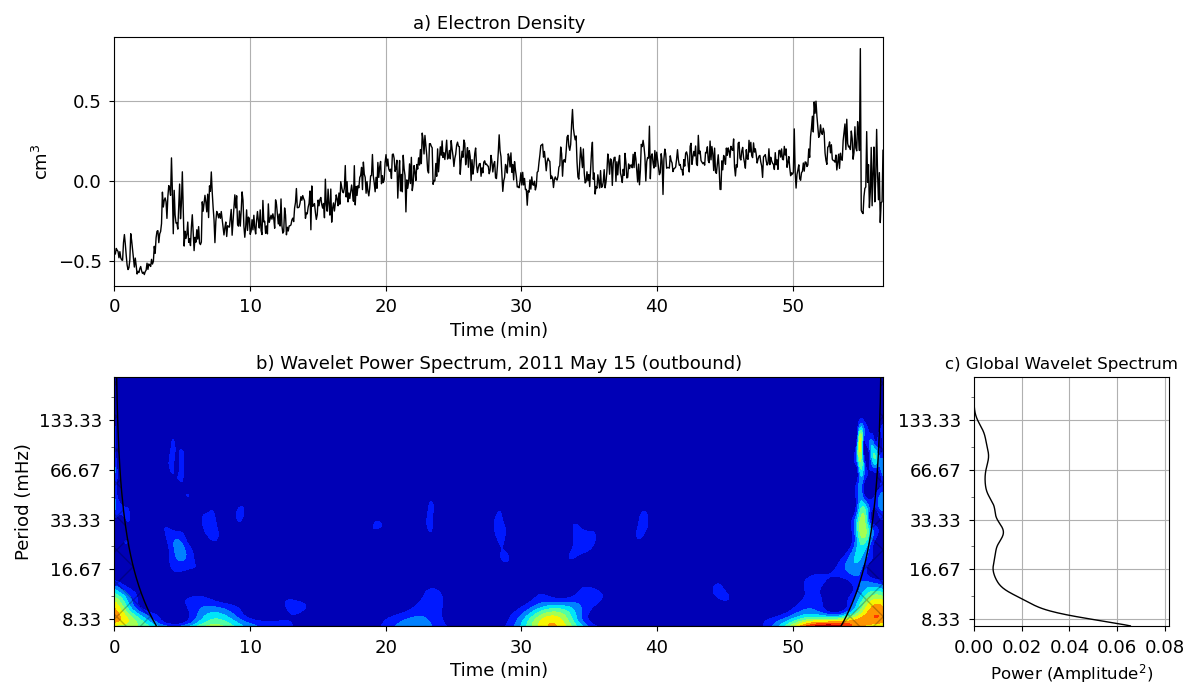 a) Electron Density
cm³
0.5
0.0
−0.5
0 10 20 30 40 50
Time (min)
b) Wavelet Power Spectrum, 2011 May 15 (outbound)
Period (mHz)
133.33
66.67
33.33
16.67
8.33
0 10 20 30 40 50
Time (min)
c) Global Wavelet Spectrum
133.33
66.67
33.33
16.67
8.33
0.00 0.02 0.04 0.06 0.08
Power (Amplitude²)